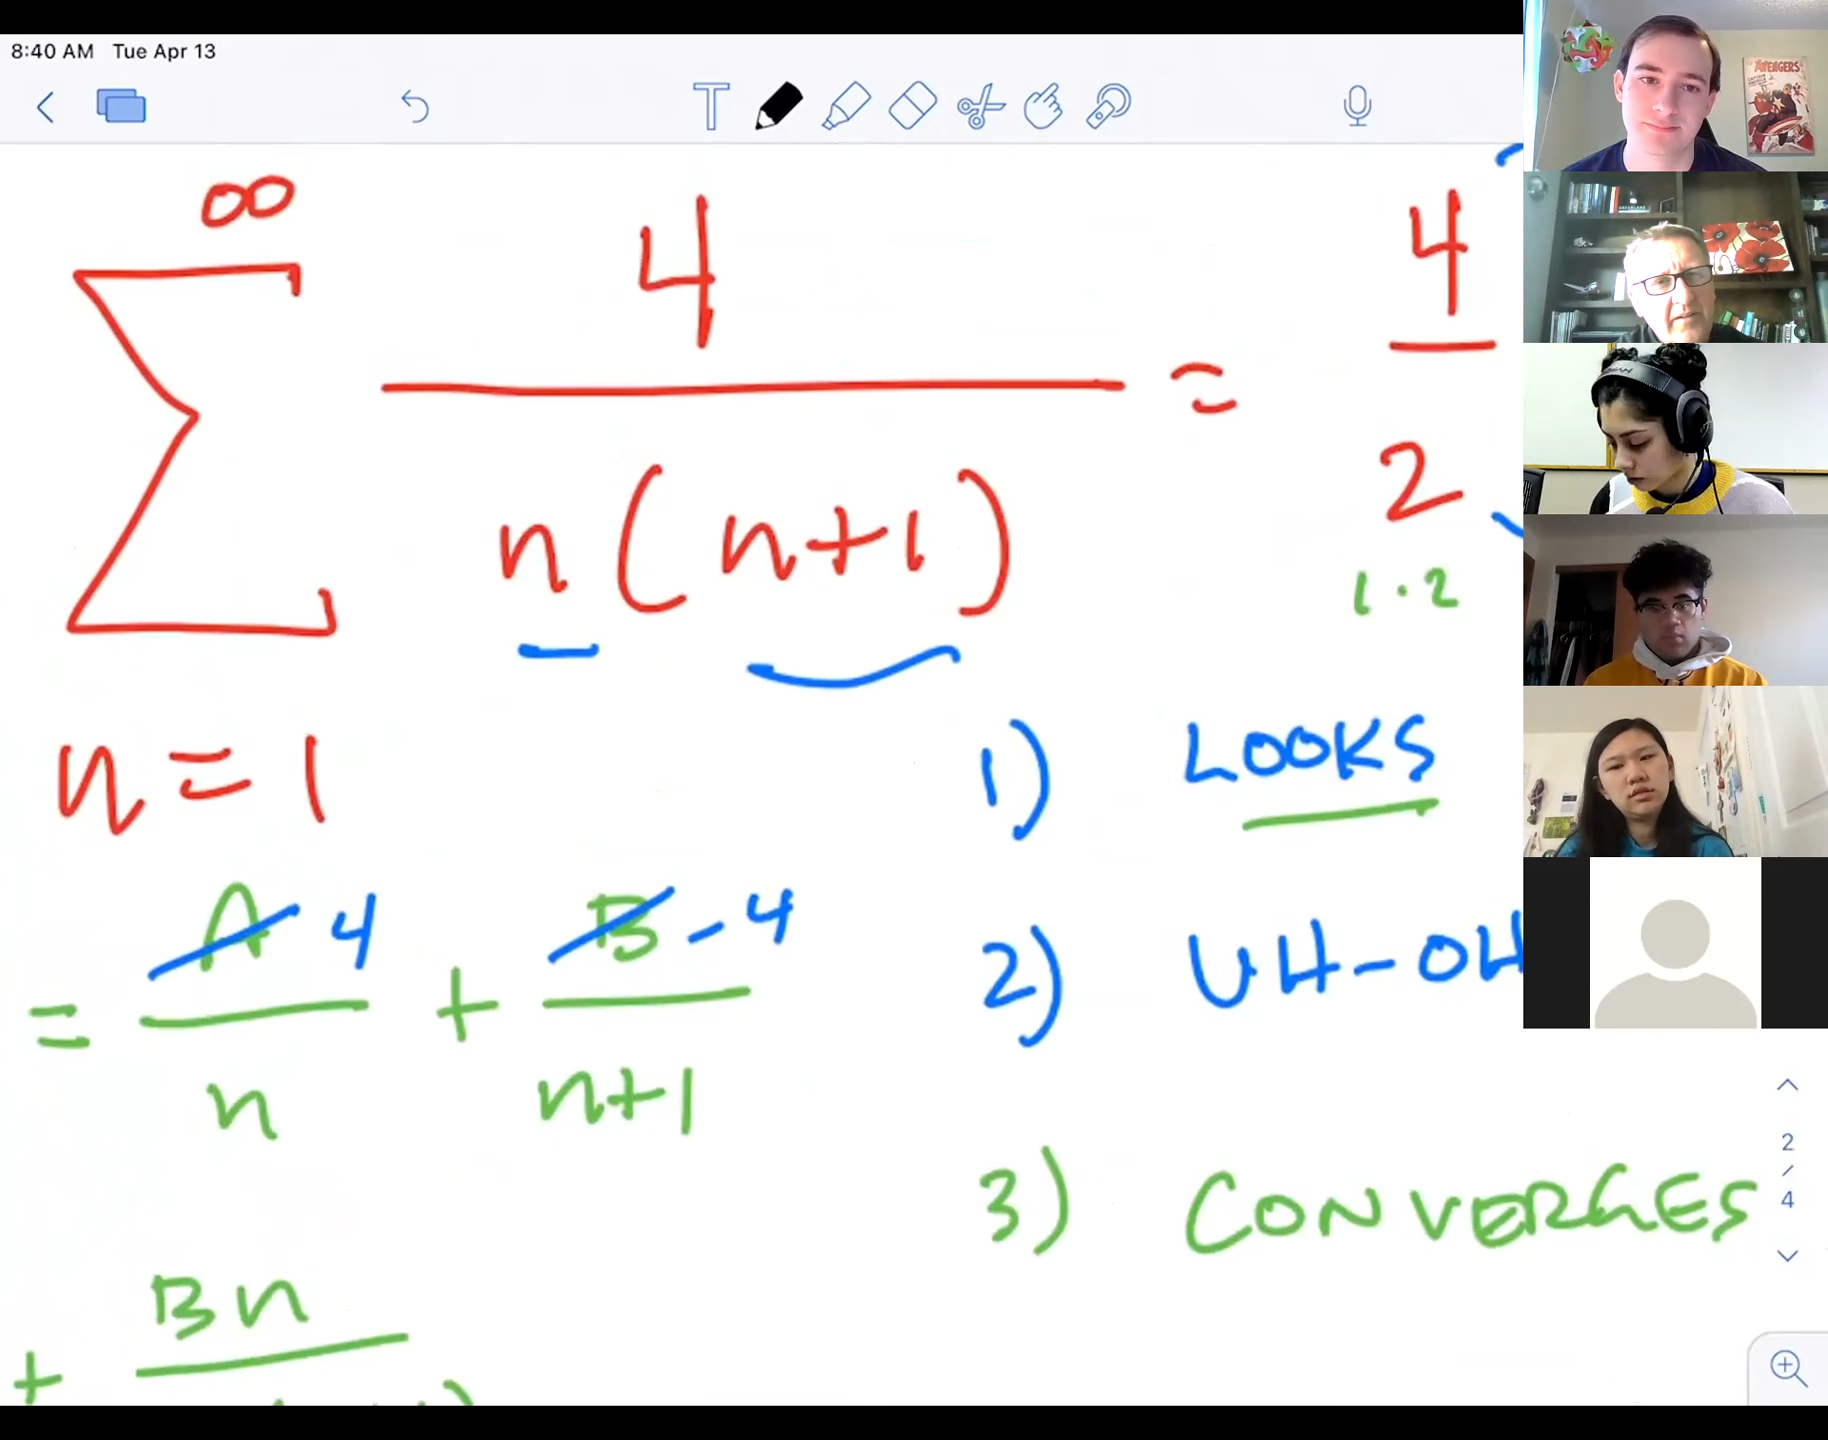 8:40 AM Tue Apr 13
T
∞
∑ 4 / n(n+1) = 4 / 2
1·2
n = 1
1) LOOKS
= A 4 / n + B -4 / n+1
2) UH-OH
3) CONVERGES
2 / 4
+ Bn
AVENGERS